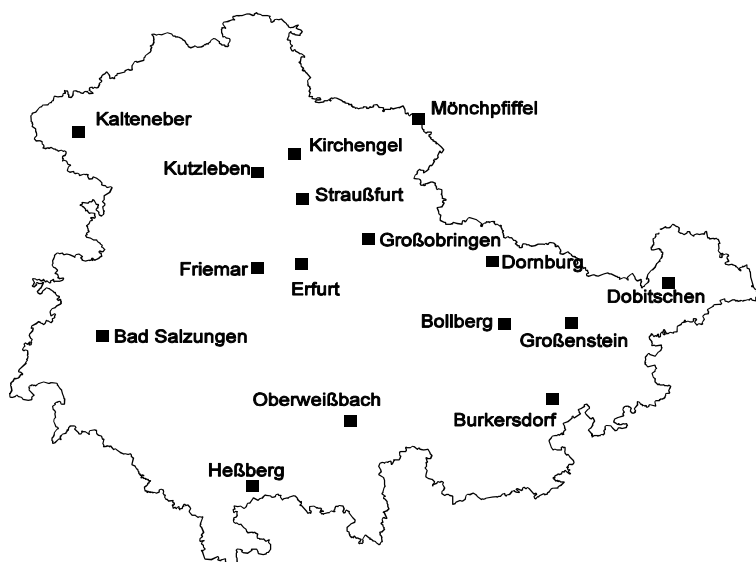 Mönchpfiffel
Kalteneber
Kirchengel
Kutzleben
Straußfurt
Großobringen
Dornburg
Friemar
Erfurt
Dobitschen
Bollberg
Großenstein
Bad Salzungen
Oberweißbach
Burkersdorf
Heßberg